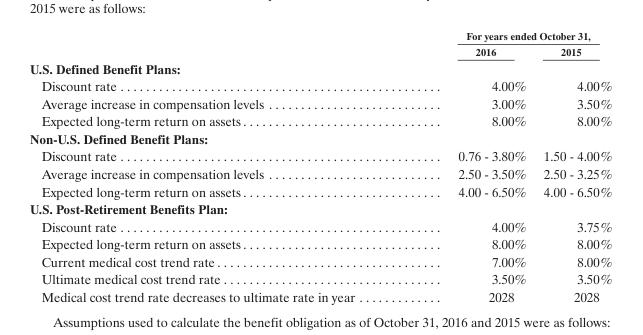 2015 were as follows:
For years ended October 31,
2016 2015
U.S. Defined Benefit Plans:
Discount rate . . . . . . . . . . . . . . . . . . . . . . . . . . . . . . . . . . . . . . . . . . . . . . . . . . 4.00% 4.00%
Average increase in compensation levels . . . . . . . . . . . . . . . . . . . . . . . . . . . 3.00% 3.50%
Expected long-term return on assets . . . . . . . . . . . . . . . . . . . . . . . . . . . . . . . 8.00% 8.00%
Non-U.S. Defined Benefit Plans:
Discount rate . . . . . . . . . . . . . . . . . . . . . . . . . . . . . . . . . . . . . . . . . . . . . . . . . . 0.76 - 3.80% 1.50 - 4.00%
Average increase in compensation levels . . . . . . . . . . . . . . . . . . . . . . . . . . . 2.50 - 3.50% 2.50 - 3.25%
Expected long-term return on assets . . . . . . . . . . . . . . . . . . . . . . . . . . . . . . . 4.00 - 6.50% 4.00 - 6.50%
U.S. Post-Retirement Benefits Plan:
Discount rate . . . . . . . . . . . . . . . . . . . . . . . . . . . . . . . . . . . . . . . . . . . . . . . . . . 4.00% 3.75%
Expected long-term return on assets . . . . . . . . . . . . . . . . . . . . . . . . . . . . . . . 8.00% 8.00%
Current medical cost trend rate . . . . . . . . . . . . . . . . . . . . . . . . . . . . . . . . . . . 7.00% 8.00%
Ultimate medical cost trend rate . . . . . . . . . . . . . . . . . . . . . . . . . . . . . . . . . . 3.50% 3.50%
Medical cost trend rate decreases to ultimate rate in year . . . . . . . . . . . . . 2028 2028
Assumptions used to calculate the benefit obligation as of October 31, 2016 and 2015 were as follows: